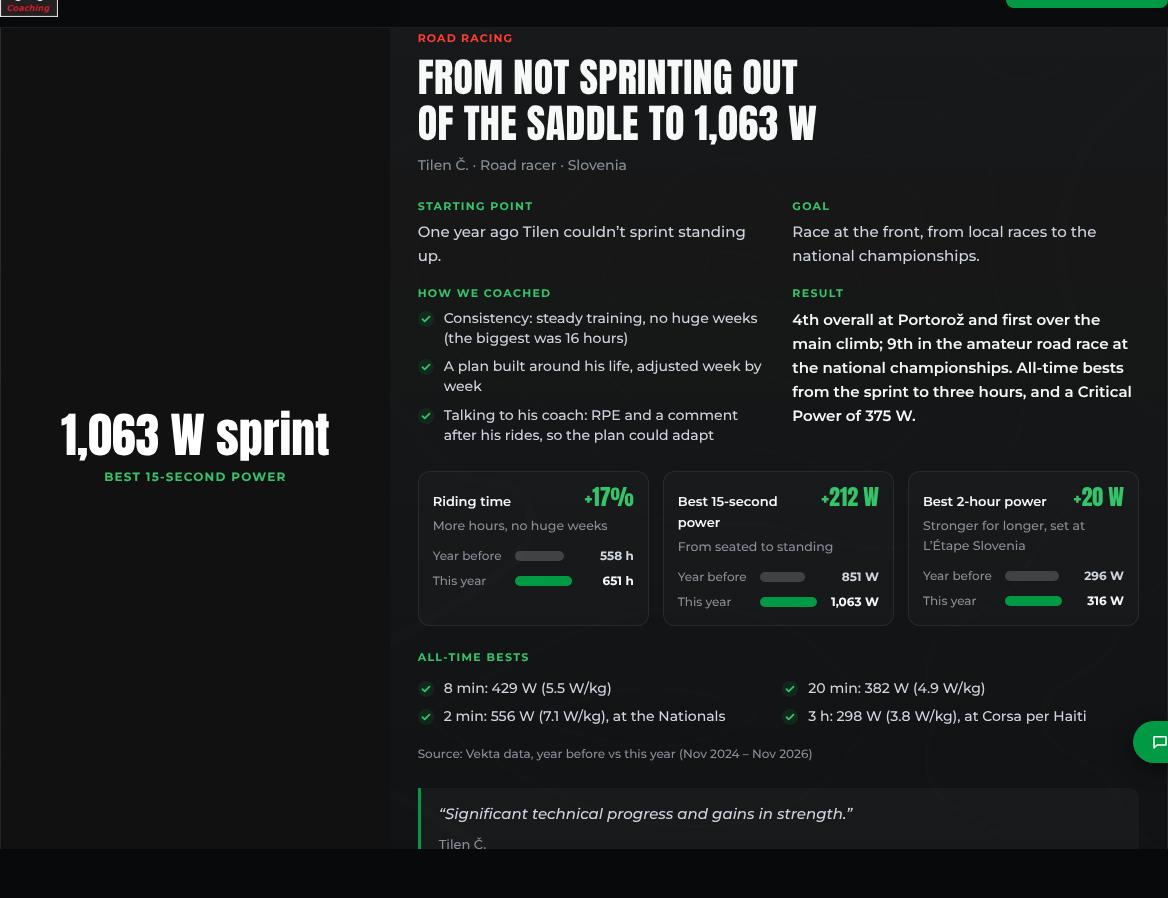 Coaching
ROAD RACING
FROM NOT SPRINTING OUT
OF THE SADDLE TO 1,063 W
Tilen Č. · Road racer · Slovenia
STARTING POINT
One year ago Tilen couldn’t sprint standing
up.
GOAL
Race at the front, from local races to the
national championships.
HOW WE COACHED
Consistency: steady training, no huge weeks
(the biggest was 16 hours)
A plan built around his life, adjusted week by
week
Talking to his coach: RPE and a comment
after his rides, so the plan could adapt
RESULT
4th overall at Portorož and first over the
main climb; 9th in the amateur road race at
the national championships. All-time bests
from the sprint to three hours, and a Critical
Power of 375 W.
1,063 W sprint
BEST 15-SECOND POWER
Riding time +17%
More hours, no huge weeks
Year before 558 h
This year 651 h
Best 15-second +212 W
power
From seated to standing
Year before 851 W
This year 1,063 W
Best 2-hour power +20 W
Stronger for longer, set at
L’Étape Slovenia
Year before 296 W
This year 316 W
ALL-TIME BESTS
8 min: 429 W (5.5 W/kg)
20 min: 382 W (4.9 W/kg)
2 min: 556 W (7.1 W/kg), at the Nationals
3 h: 298 W (3.8 W/kg), at Corsa per Haiti
Source: Vekta data, year before vs this year (Nov 2024 – Nov 2026)
“Significant technical progress and gains in strength.”
Tilen Č.